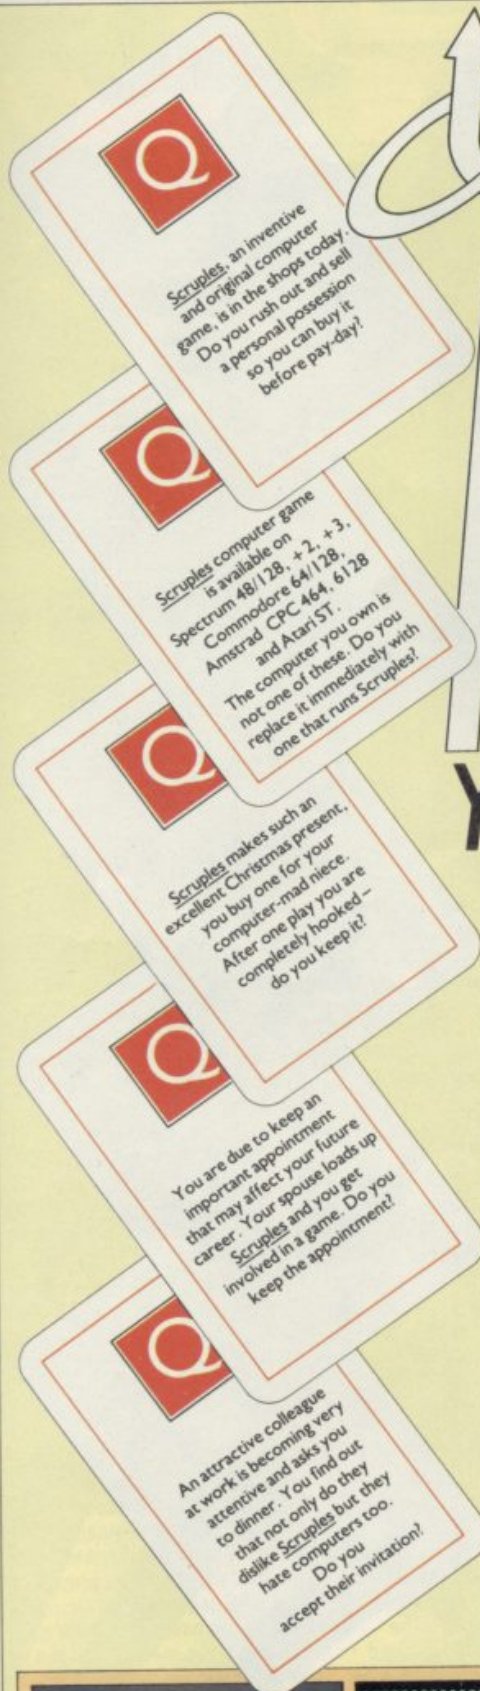 Q
Scruples, an inventive
and original computer
game, is in the shops today.
Do you rush out and sell
a personal possession
so you can buy it
before pay-day?
Q
Scruples computer game
is available on
Spectrum 48/128, +2, +3,
Commodore 64/128,
Amstrad CPC 464, 6128
and Atari ST.
The computer you own is
not one of these. Do you
replace it immediately with
one that runs Scruples?
Q
Scruples makes such an
excellent Christmas present,
you buy one for your
computer-mad niece.
After one play you are
completely hooked –
do you keep it?
Q
You are due to keep an
important appointment
that may affect your future
career. Your spouse loads up
Scruples and you get
involved in a game. Do you
keep the appointment?
Q
An attractive colleague
at work is becoming very
attentive and asks you
to dinner. You find out
that not only do they
dislike Scruples but they
hate computers too.
Do you
accept their invitation?